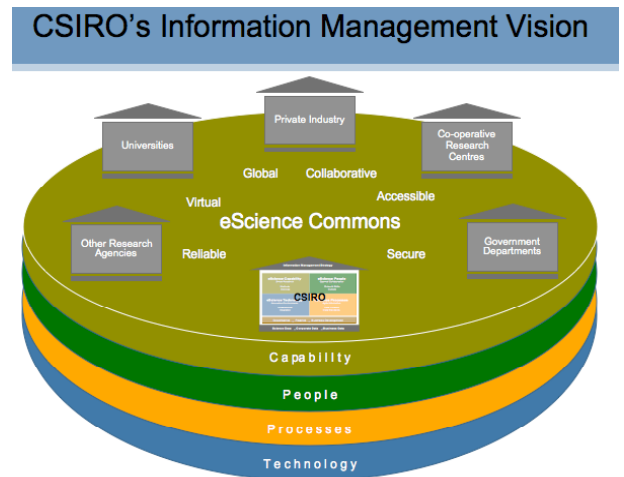 CSIRO's Information Management Vision
Private Industry
Universities
Co-operative
Research
Centres
Global
Collaborative
Virtual
Accessible
eScience Commons
Other Research
Agencies
Reliable
Secure
Government
Departments
CSIRO
Capability
People
Processes
Technology